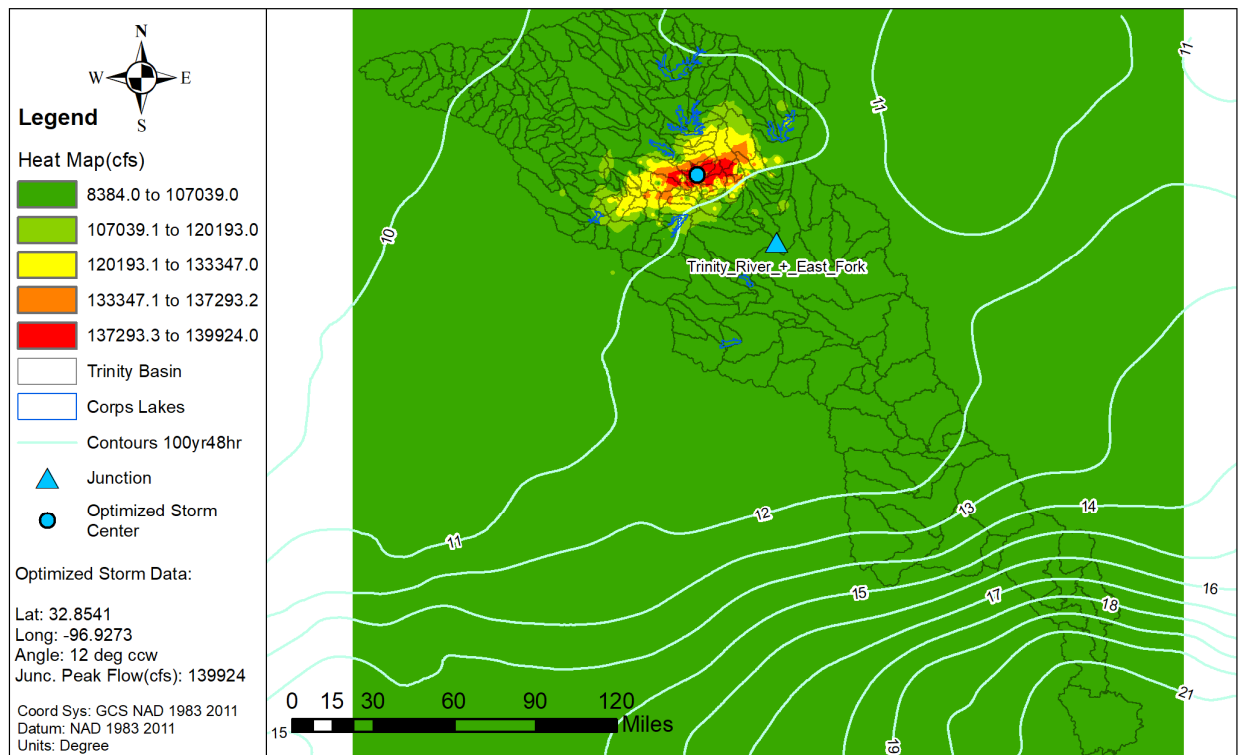 N
W E
S
Legend
Heat Map(cfs)
8384.0 to 107039.0
107039.1 to 120193.0
120193.1 to 133347.0
133347.1 to 137293.2
137293.3 to 139924.0
Trinity Basin
Corps Lakes
Contours 100yr48hr
Junction
Optimized Storm
Center
Optimized Storm Data:
Lat: 32.8541
Long: -96.9273
Angle: 12 deg ccw
Junc. Peak Flow(cfs): 139924
Coord Sys: GCS NAD 1983 2011
Datum: NAD 1983 2011
Units: Degree
11
11
10
Trinity_River_+_East_Fork
12
13
14
11
15
16
17
18
21
19
15
0 15 30 60 90 120
Miles